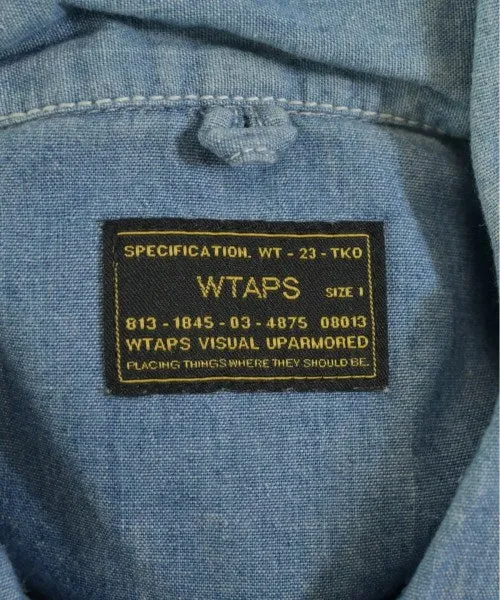 SPECIFICATION. WT - 23 - TKO
WTAPS SIZE 1
813 - 1845 - 03 - 4875 08013
WTAPS VISUAL UPARMORED
PLACING THINGS WHERE THEY SHOULD BE.